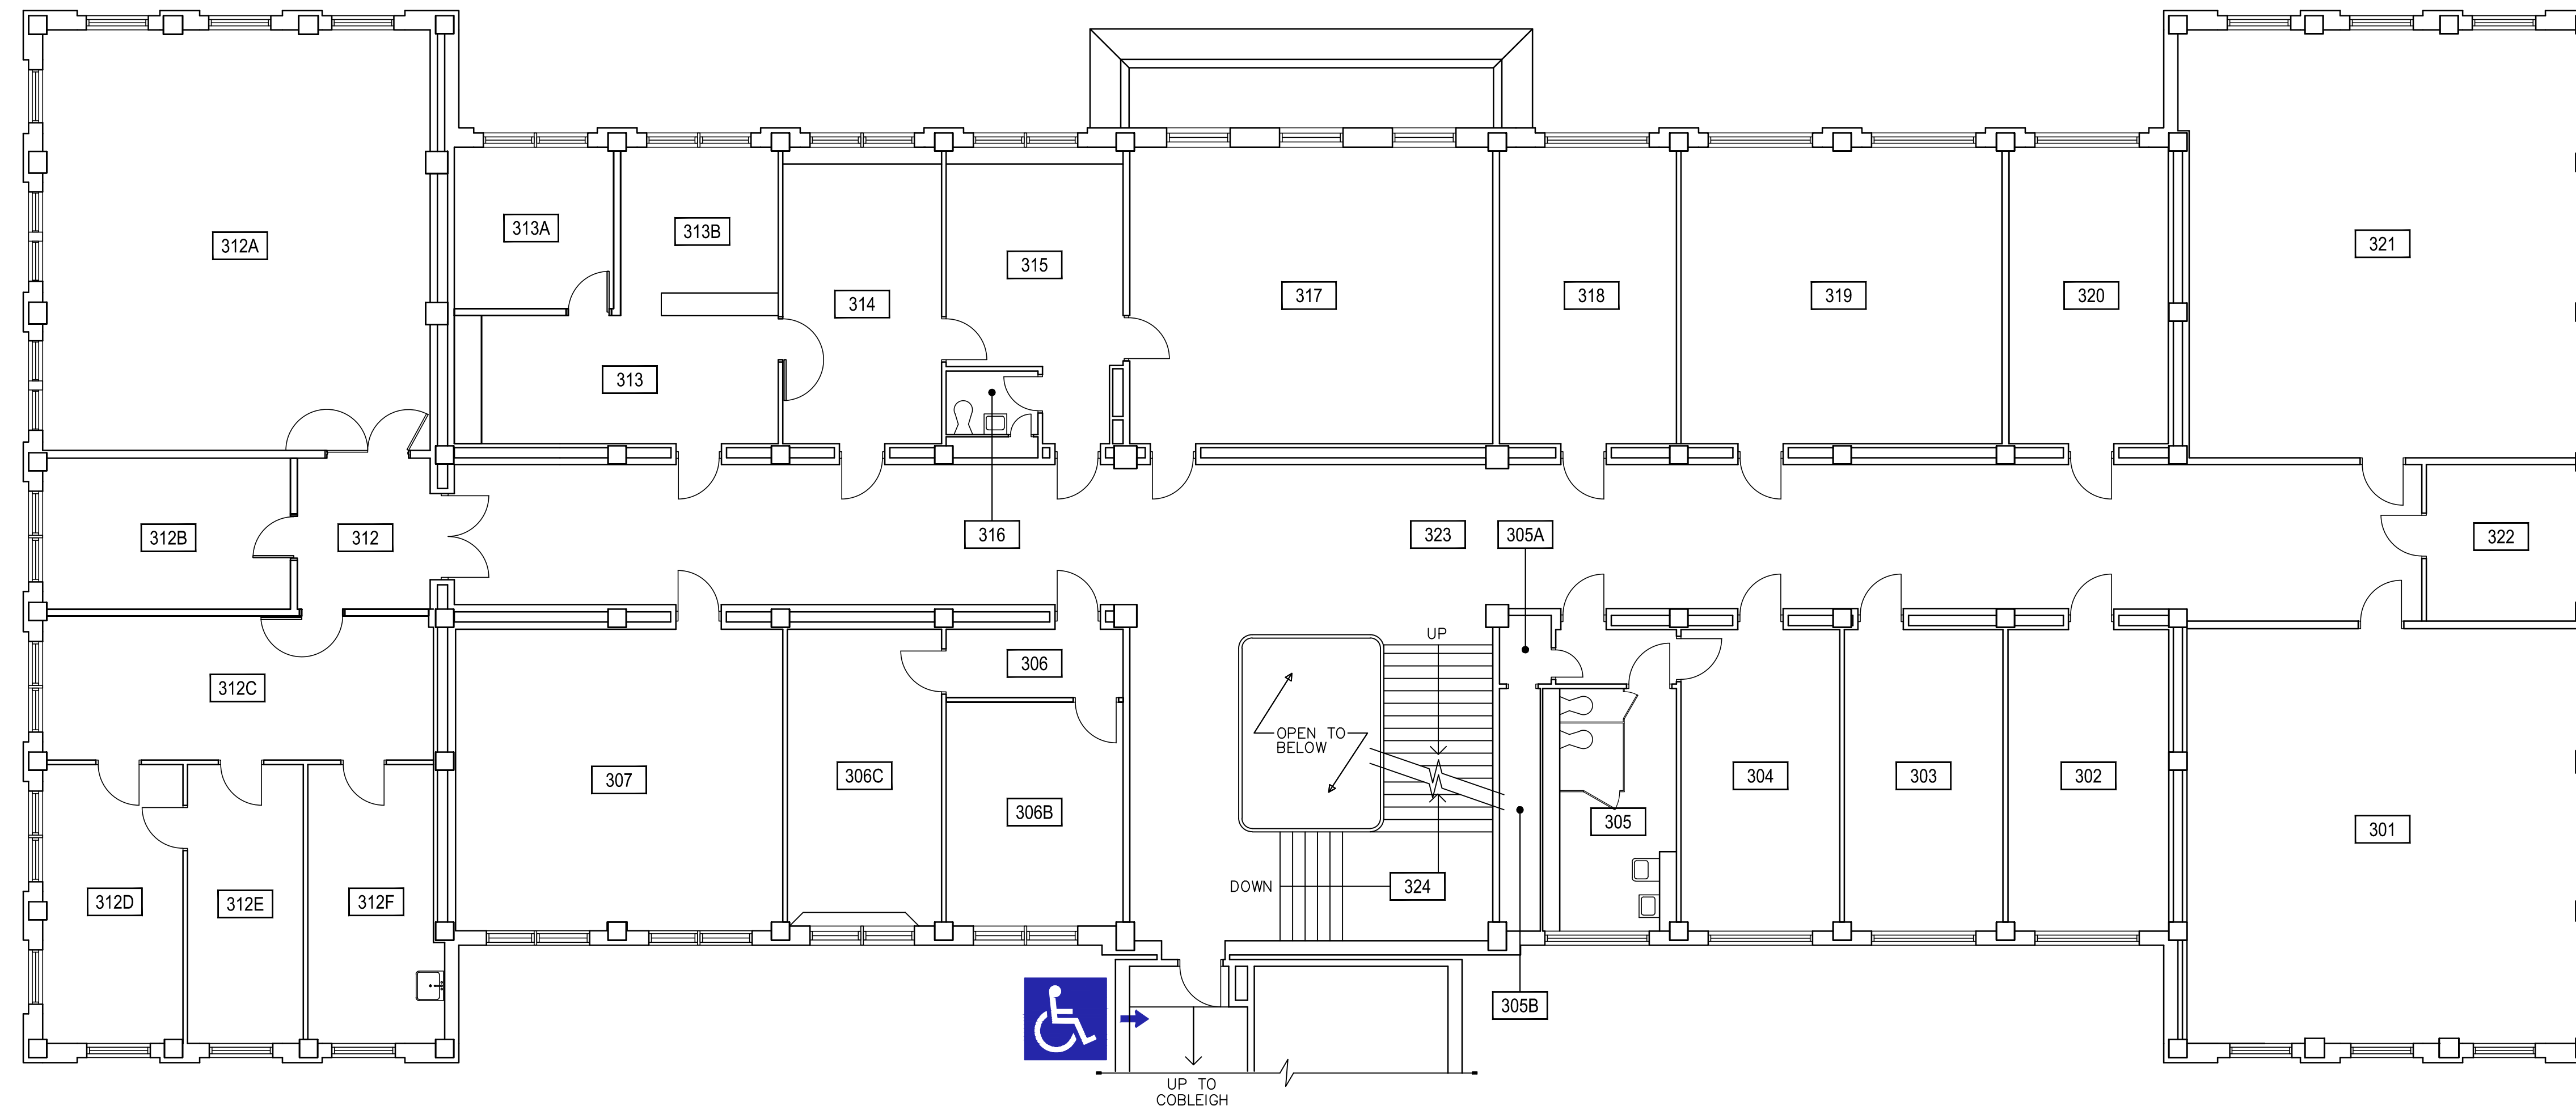 312A
313A
313B
314
315
317
318
319
320
321
313
312B
312
316
323
305A
322
UP
306
312C
OPEN TO
BELOW
307
306C
306B
304
303
302
305
301
312D
312E
312F
DOWN
324
305B
UP TO
COBLEIGH